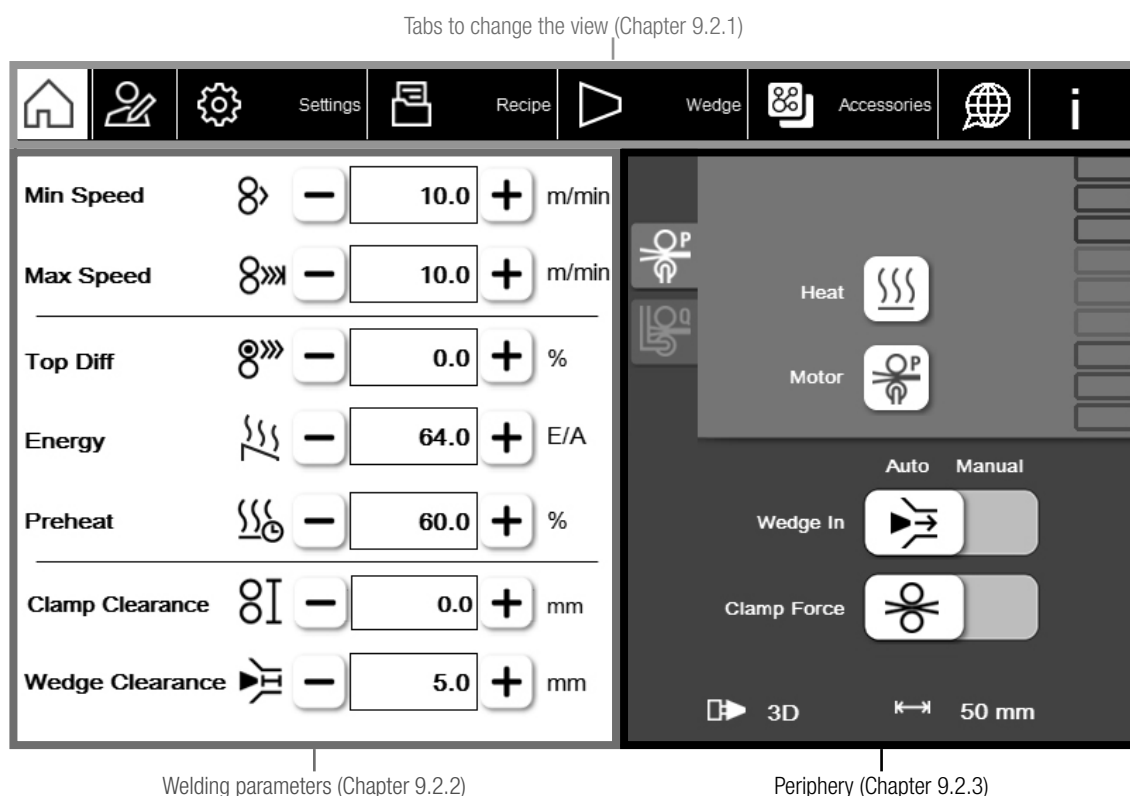 Tabs to change the view (Chapter 9.2.1)
Settings Recipe Wedge Accessories i
Min Speed 10.0 m/min
Max Speed 10.0 m/min
Top Diff 0.0 %
Energy 64.0 E/A
Preheat 60.0 %
Clamp Clearance 0.0 mm
Wedge Clearance 5.0 mm
P
Q
Heat
Motor P
Auto Manual
Wedge In
Clamp Force
3D 50 mm
Welding parameters (Chapter 9.2.2)
Periphery (Chapter 9.2.3)